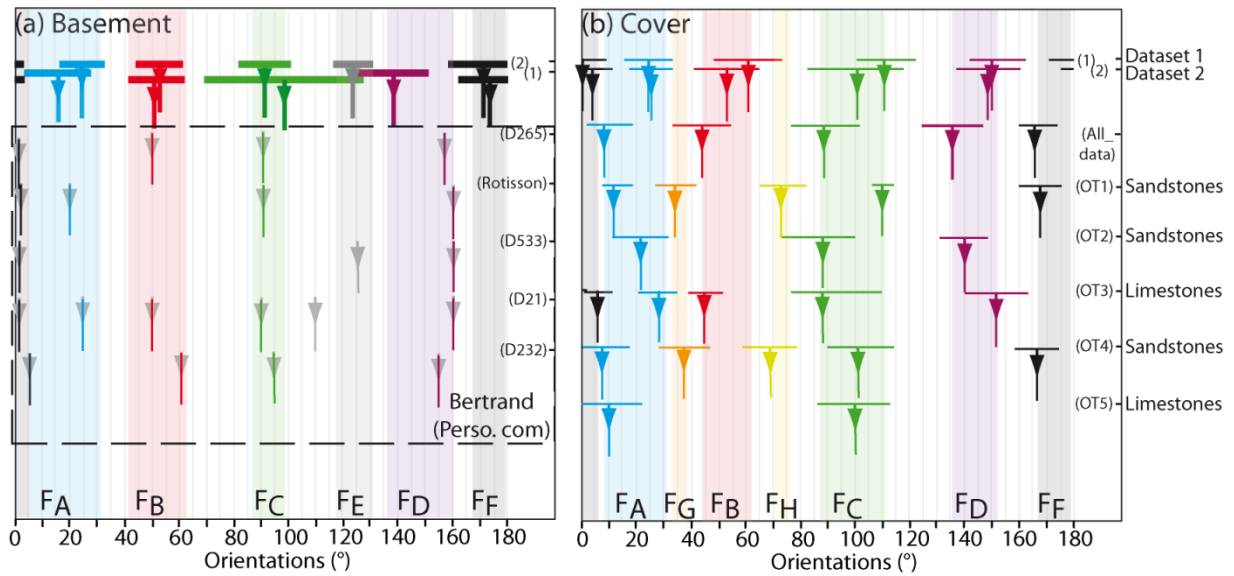 (a) Basement
(2)
(1)
(D265)
(Rotisson)
(D533)
(D21)
(D232)
Bertrand
(Perso. com)
FA FB FC FE FD FF
0 20 40 60 80 100 120 140 160 180
Orientations (°)
(b) Cover
(1) Dataset 1
(2) Dataset 2
(All_
data)
(OT1) Sandstones
(OT2) Sandstones
(OT3) Limestones
(OT4) Sandstones
(OT5) Limestones
FA FG FB FH FC FD FF
0 20 40 60 80 100 120 140 160 180
Orientations (°)